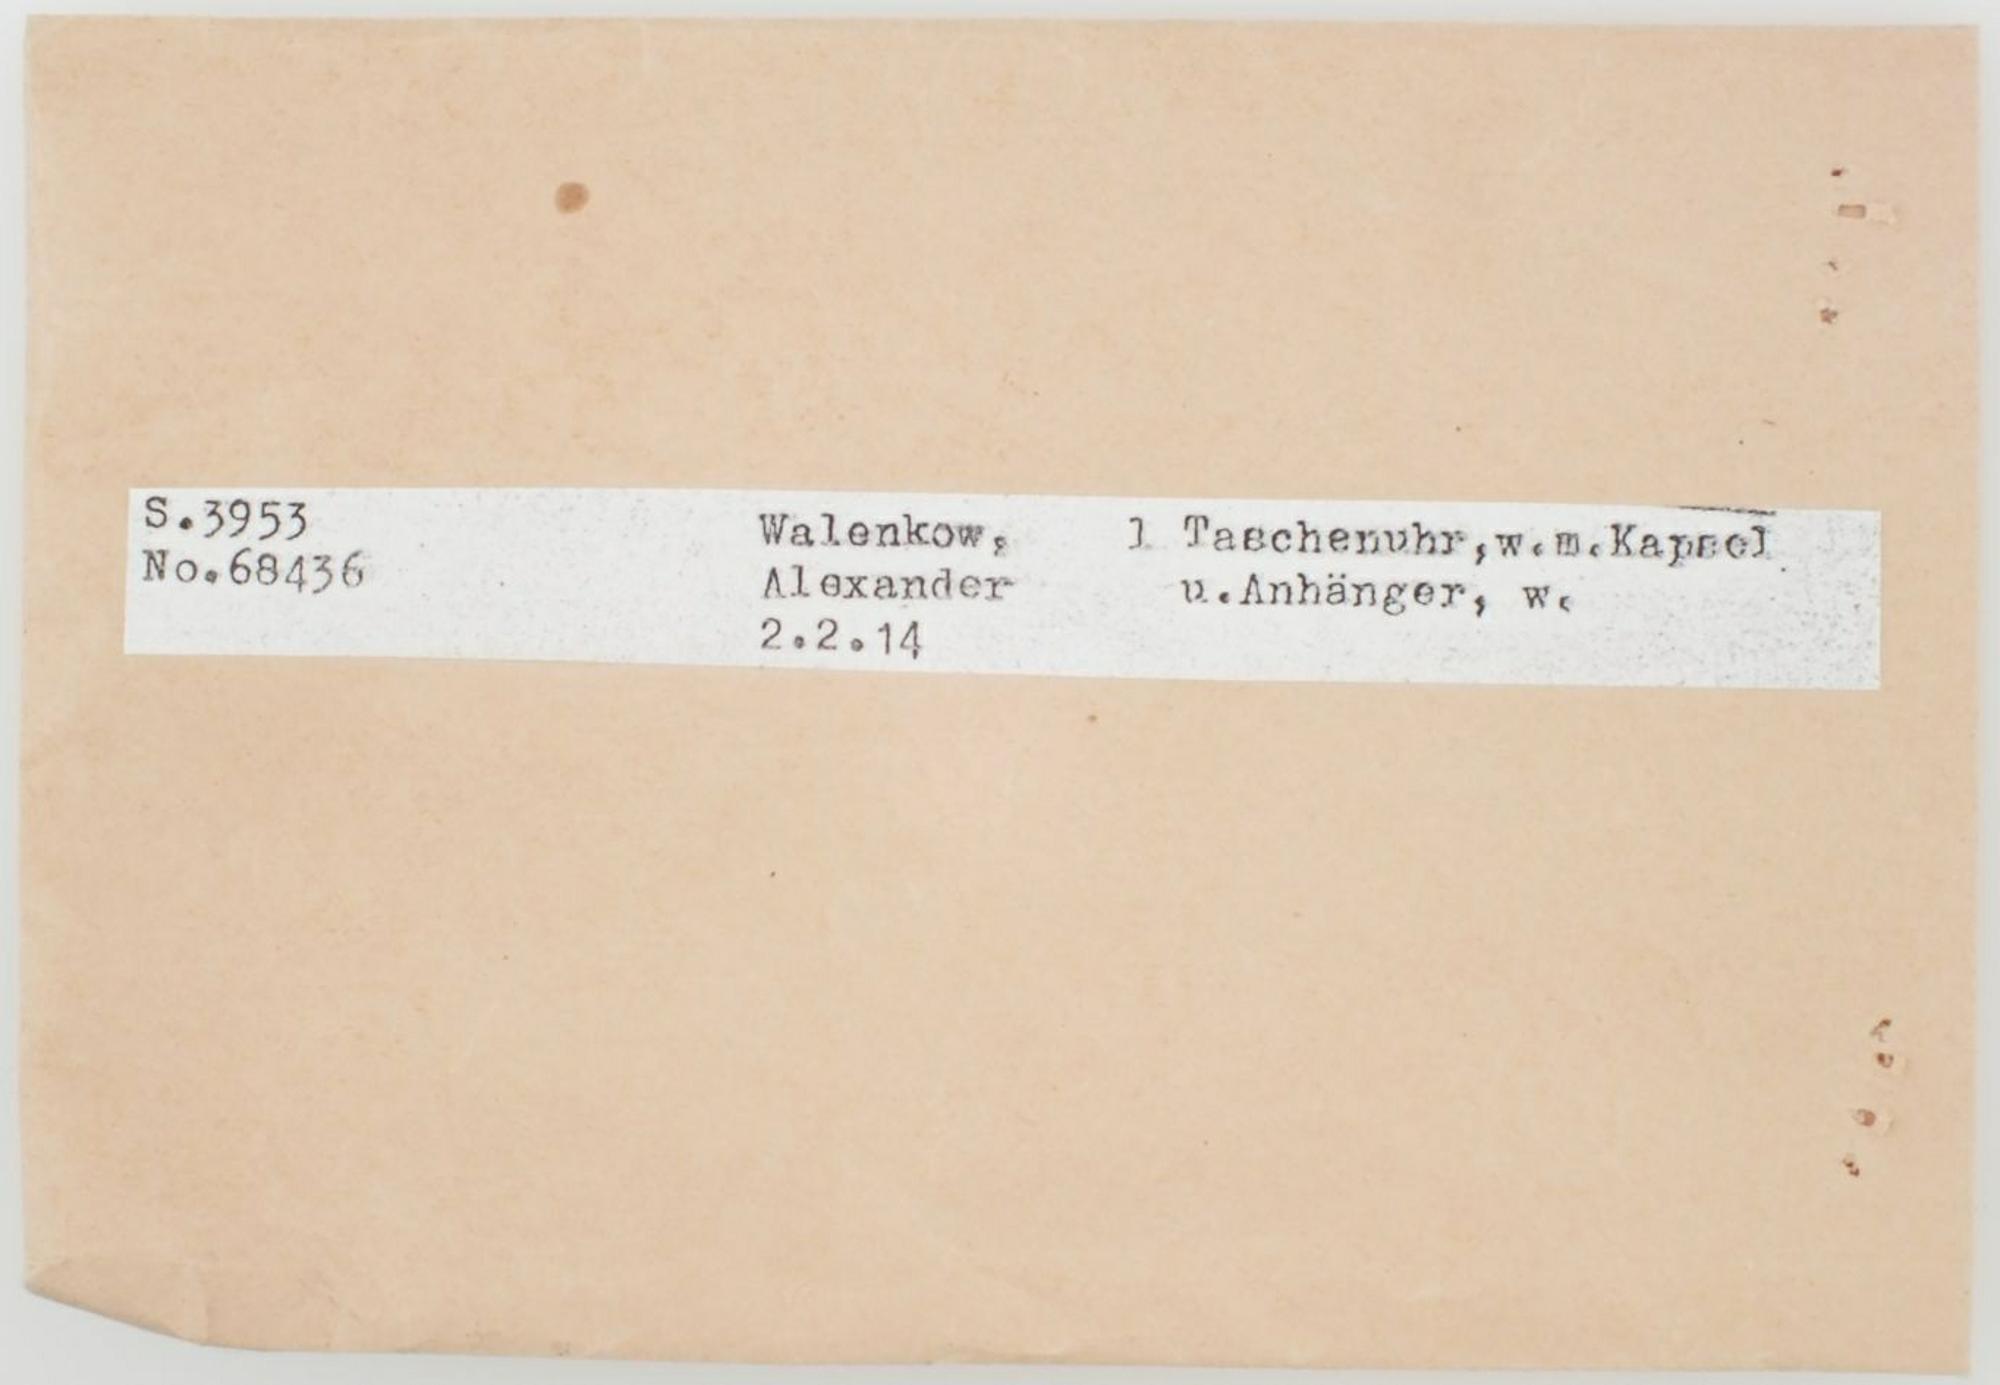 S.3953
No.68436
Walenkow,
Alexander
2.2.14
1 Taschenuhr,w.m.Kapsel
u.Anhänger, w.